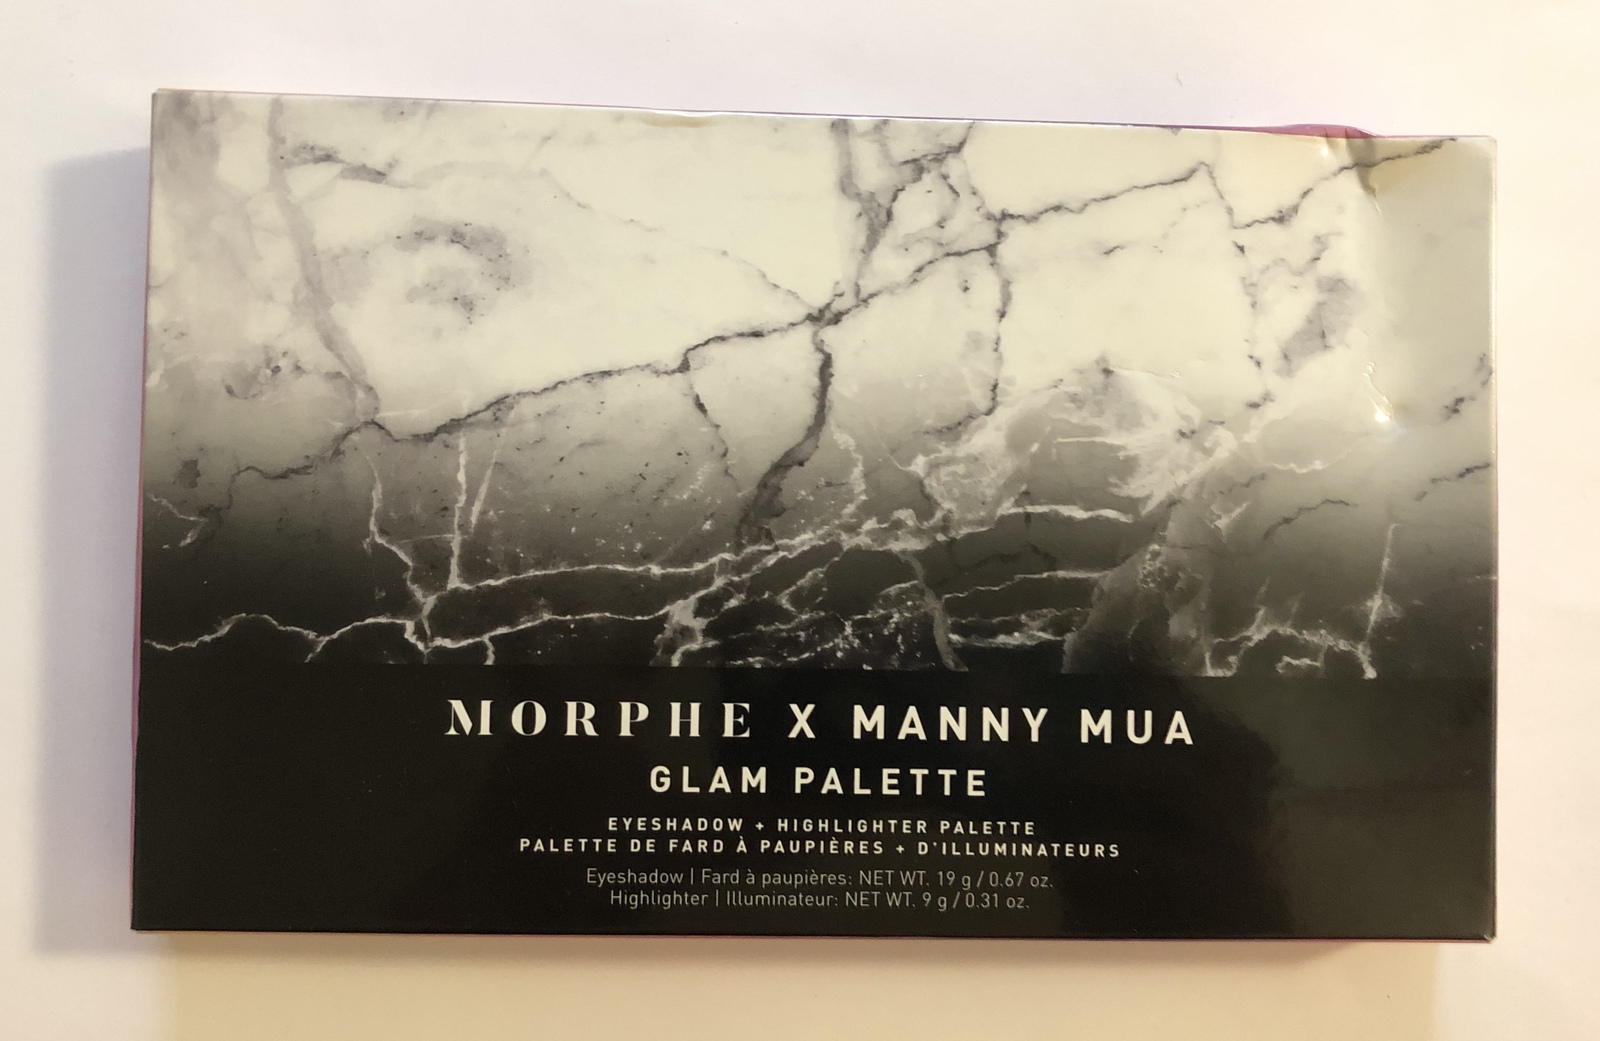 MORPHE X MANNY MUA
GLAM PALETTE
EYESHADOW + HIGHLIGHTER PALETTE
PALETTE DE FARD À PAUPIÈRES + D'ILLUMINATEURS
Eyeshadow | Fard à paupières: NET WT. 19 g / 0.67 oz.
Highlighter | Illuminateur: NET WT. 9 g / 0.31 oz.